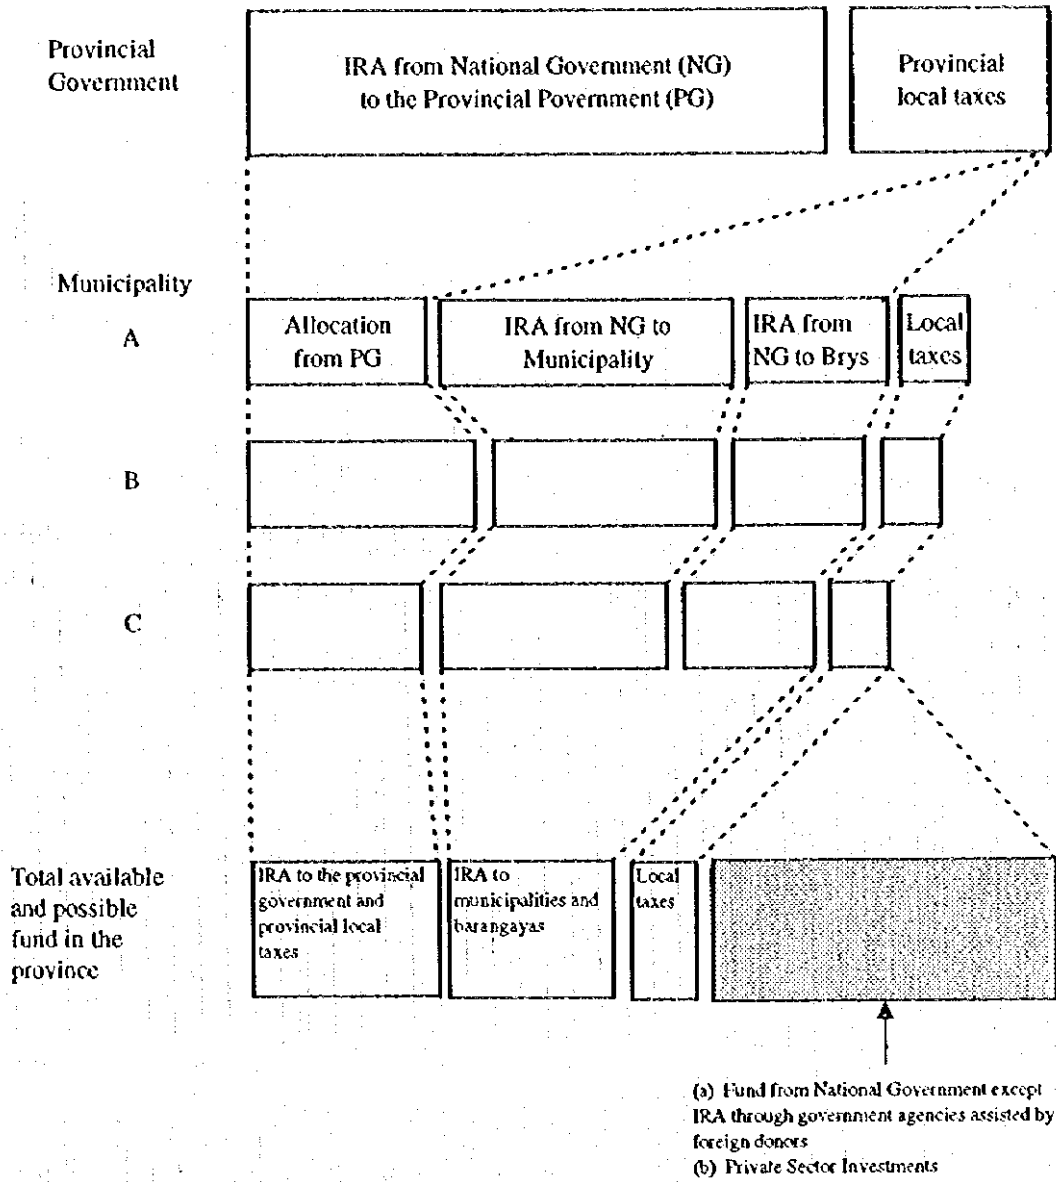 Provincial
Government
IRA from National Government (NG)
to the Provincial Povernment (PG)
Provincial
local taxes
Municipality
A
Allocation
from PG
IRA from NG to
Municipality
IRA from
NG to Brys
Local
taxes
B
C
Total available
and possible
fund in the
province
IRA to the provincial
government and
provincial local
taxes
IRA to
municipalities and
barangayas
Local
taxes
(a) Fund from National Government except
IRA through government agencies assisted by
foreign donors
(b) Private Sector Investments